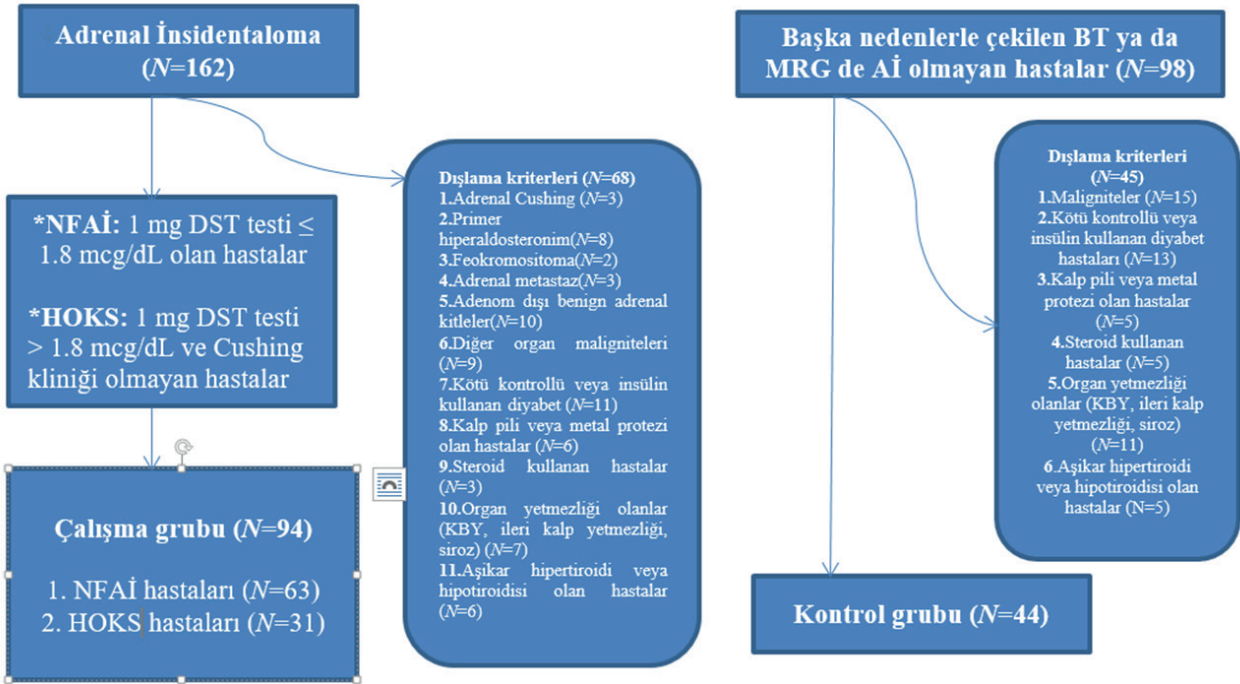 Adrenal İnsidentaloma
(N=162)
*NFAİ: 1 mg DST testi ≤
1.8 mcg/dL olan hastalar
*HOKS: 1 mg DST testi
> 1.8 mcg/dL ve Cushing
kliniği olmayan hastalar
Çalışma grubu (N=94)
1. NFAİ hastaları (N=63)
2. HOKS hastaları (N=31)
Dışlama kriterleri (N=68)
1.Adrenal Cushing (N=3)
2.Primer
hiperaldosteronim(N=8)
3.Feokromositoma(N=2)
4.Adrenal metastaz(N=3)
5.Adenom dışı benign adrenal
kitleler(N=10)
6.Diğer organ maligniteleri
(N=9)
7.Kötü kontrollü veya insülin
kullanan diyabet (N=11)
8.Kalp pili veya metal protezi
olan hastalar (N=6)
9.Steroid kullanan hastalar
(N=3)
10.Organ yetmezliği olanlar
(KBY, ileri kalp yetmezliği,
siroz) (N=7)
11.Aşikar hipertiroidi veya
hipotiroidisi olan hastalar
(N=6)
Başka nedenlerle çekilen BT ya da
MRG de Aİ olmayan hastalar (N=98)
Dışlama kriterleri
(N=45)
1.Maligniteler (N=15)
2.Kötü kontrollü veya
insülin kullanan diyabet
hastaları (N=13)
3.Kalp pili veya metal
protezi olan hastalar
(N=5)
4.Steroid kullanan
hastalar (N=5)
5.Organ yetmezliği
olanlar (KBY, ileri kalp
yetmezliği, siroz)
(N=11)
6.Aşikar hipertiroidi
veya hipotiroidisi olan
hastalar (N=5)
Kontrol grubu (N=44)